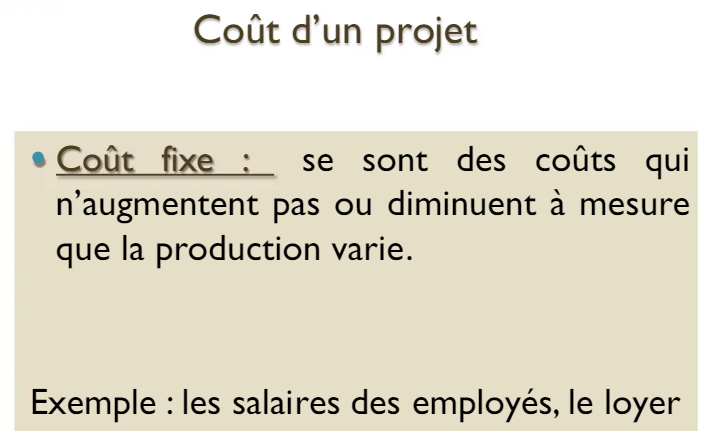 Coût d’un projet
• Coût fixe : se sont des coûts qui
n’augmentent pas ou diminuent à mesure
que la production varie.
Exemple : les salaires des employés, le loyer